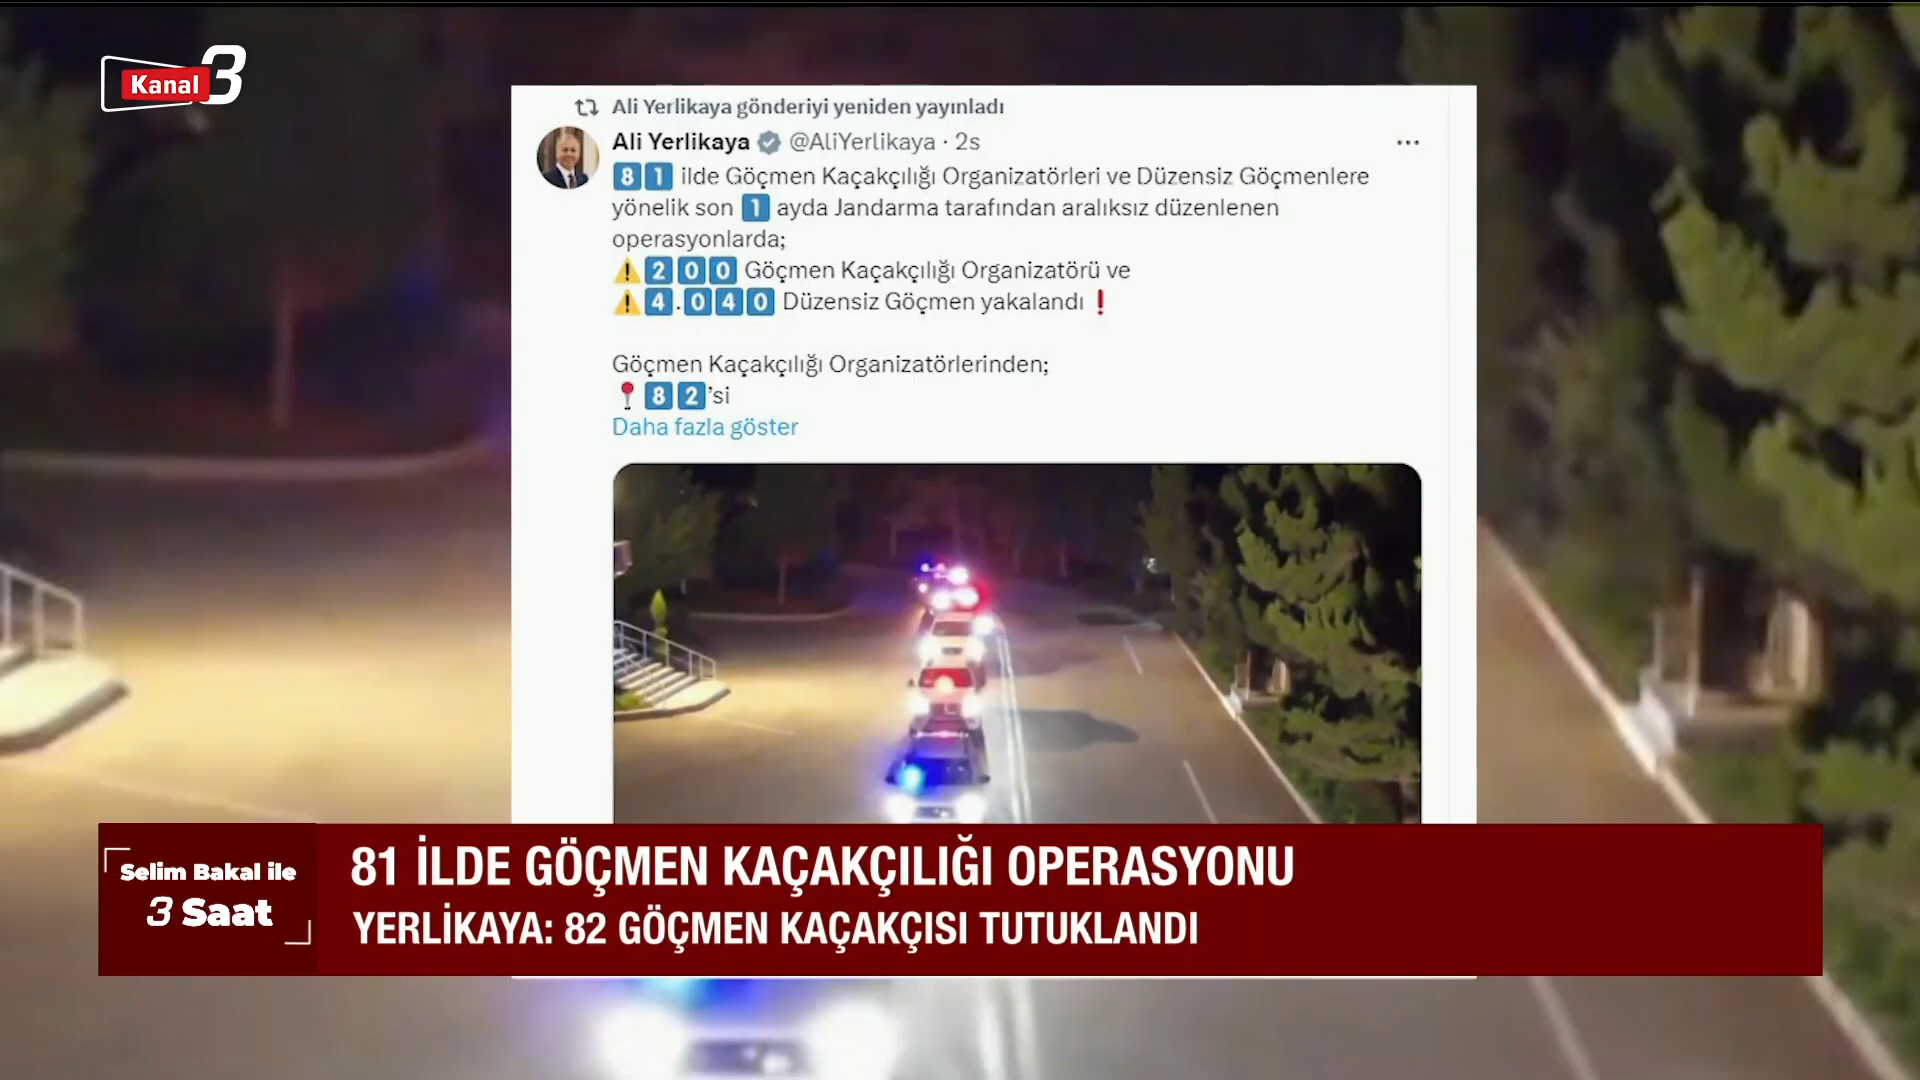 Kanal 3
Ali Yerlikaya gönderiyi yeniden yayınladı
Ali Yerlikaya @AliYerlikaya · 2s
81 ilde Göçmen Kaçakçılığı Organizatörleri ve Düzensiz Göçmenlere
yönelik son 1 ayda Jandarma tarafından aralıksız düzenlenen
operasyonlarda;
⚠️200 Göçmen Kaçakçılığı Organizatörü ve
⚠️4.040 Düzensiz Göçmen yakalandı❗
Göçmen Kaçakçılığı Organizatörlerinden;
📍82’si
Daha fazla göster
Selim Bakal ile
3 Saat
81 İLDE GÖÇMEN KAÇAKÇILIĞI OPERASYONU
YERLİKAYA: 82 GÖÇMEN KAÇAKÇISI TUTUKLANDI